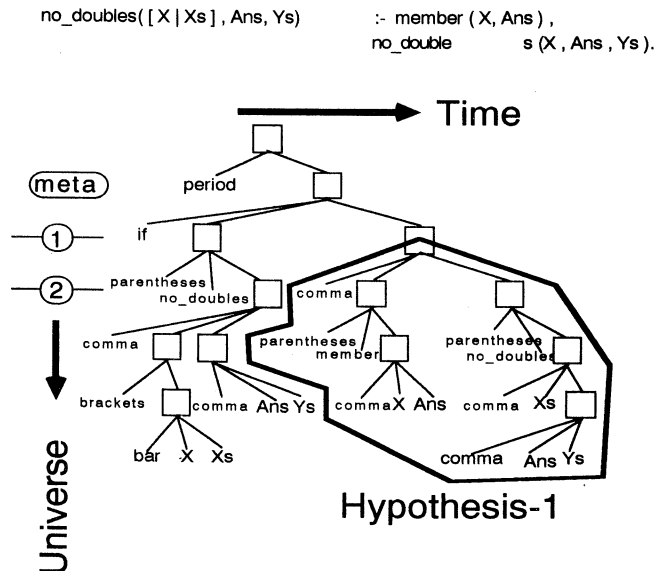 no_doubles([X|Xs], Ans, Ys) :- member (X, Ans),
no_double s (X, Ans, Ys).
Time
period
meta
if
1
parentheses
no_doubles
2
comma
comma
parentheses
member
parentheses
no_doubles
brackets
comma Ans Ys
comma X Ans
comma Xs
bar X Xs
comma Ans Ys
Universe
Hypothesis-1